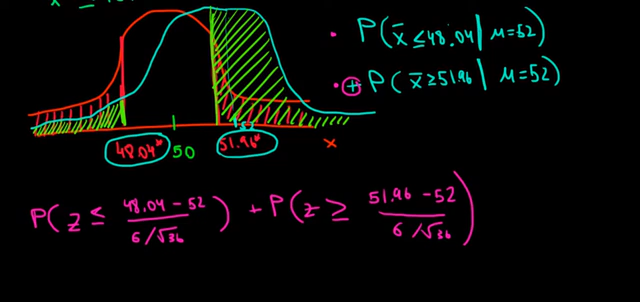 P( x̄ ≤ 48.04 | μ=52)
+ P( x̄ ≥ 51.96 | μ=52)
48.04* 50 51.96* x
P( z ≤ (48.04 - 52)/(6/√36) ) + P( z ≥ (51.96 - 52)/(6/√36) )